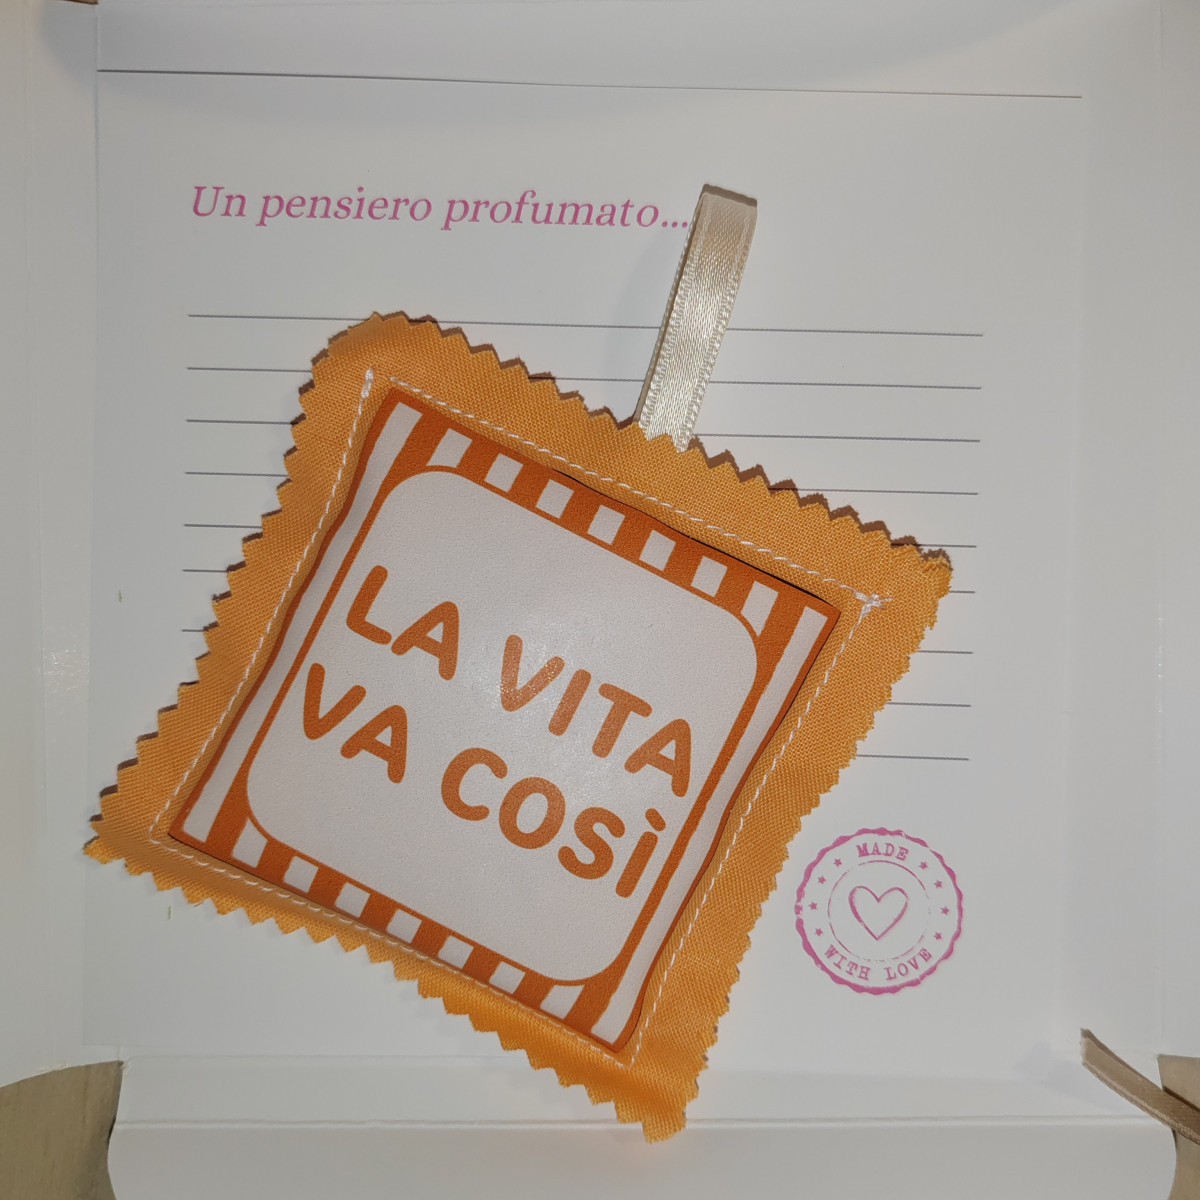 Un pensiero profumato...
LA VITA
VA COSÌ
MADE
WITH LOVE